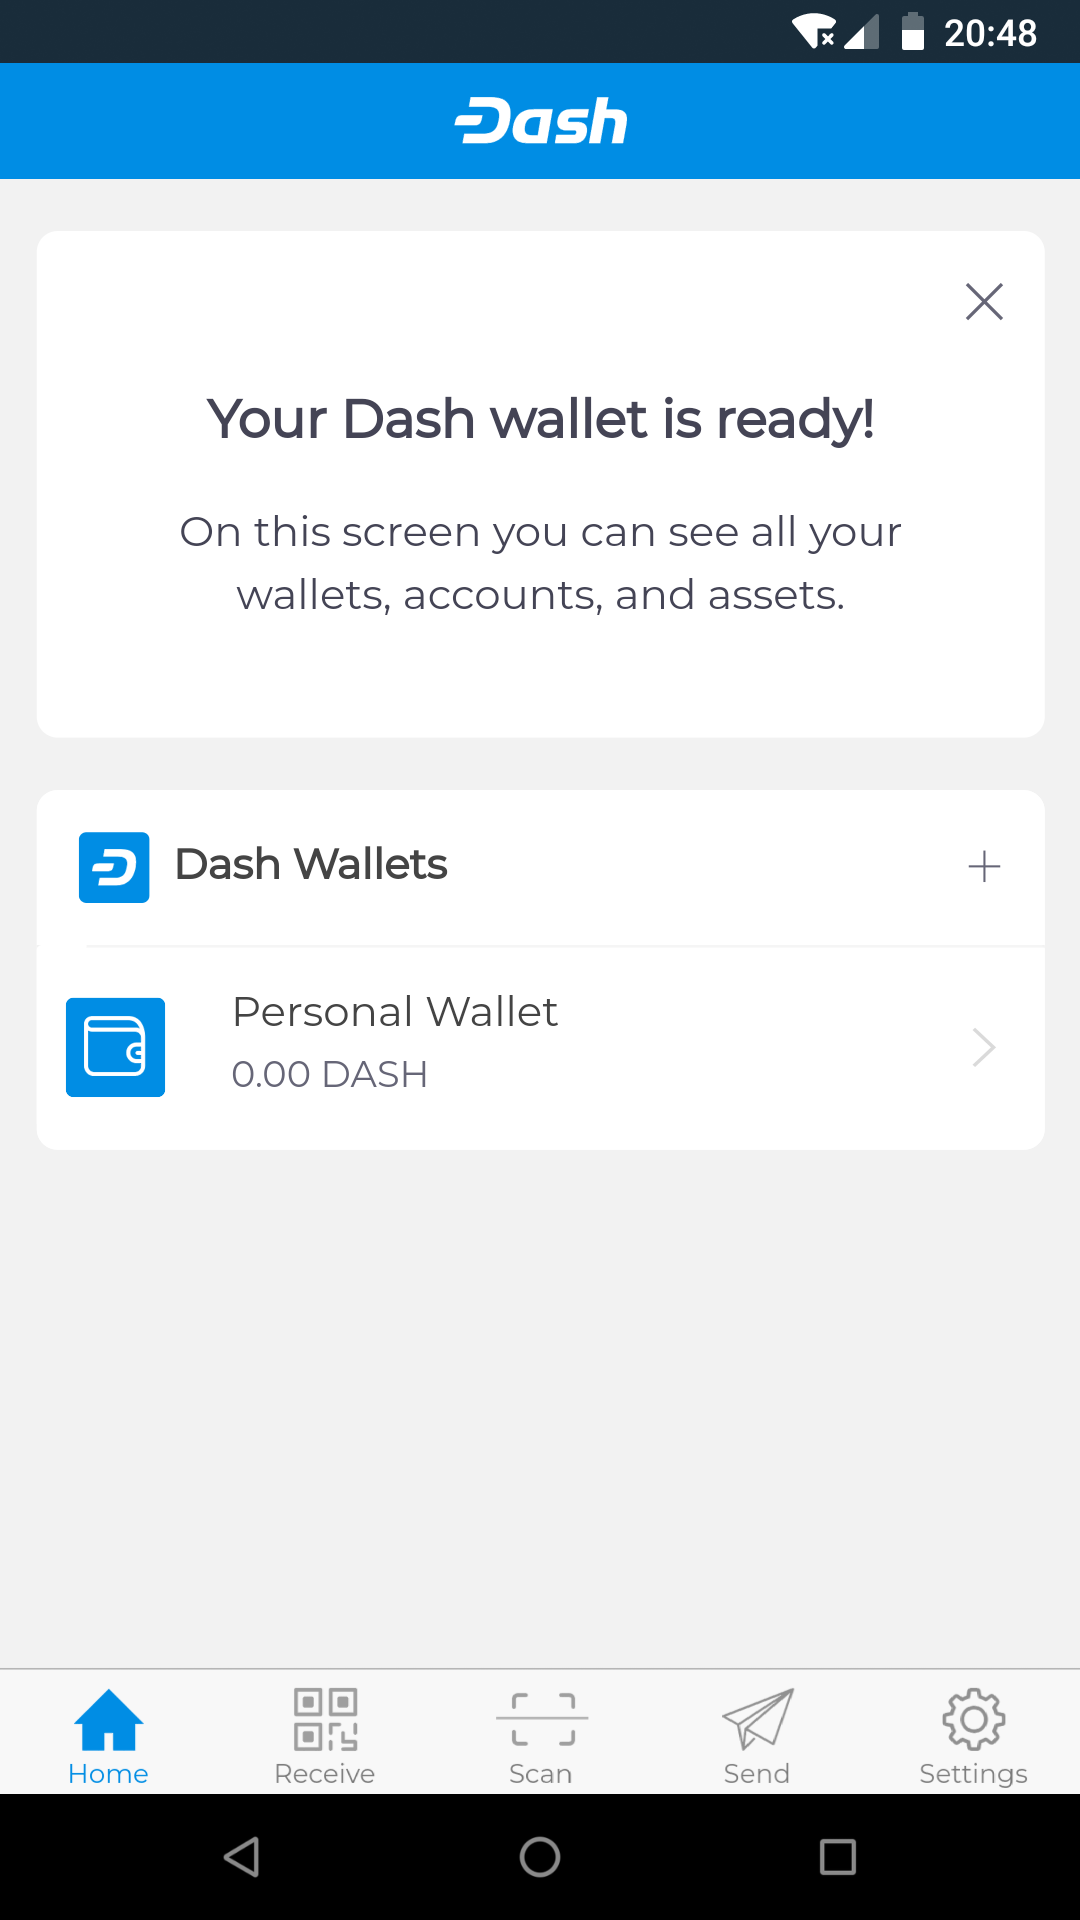 20:48
Dash
Your Dash wallet is ready!
On this screen you can see all your
wallets, accounts, and assets.
Dash Wallets
Personal Wallet
0.00 DASH
Home
Receive
Scan
Send
Settings